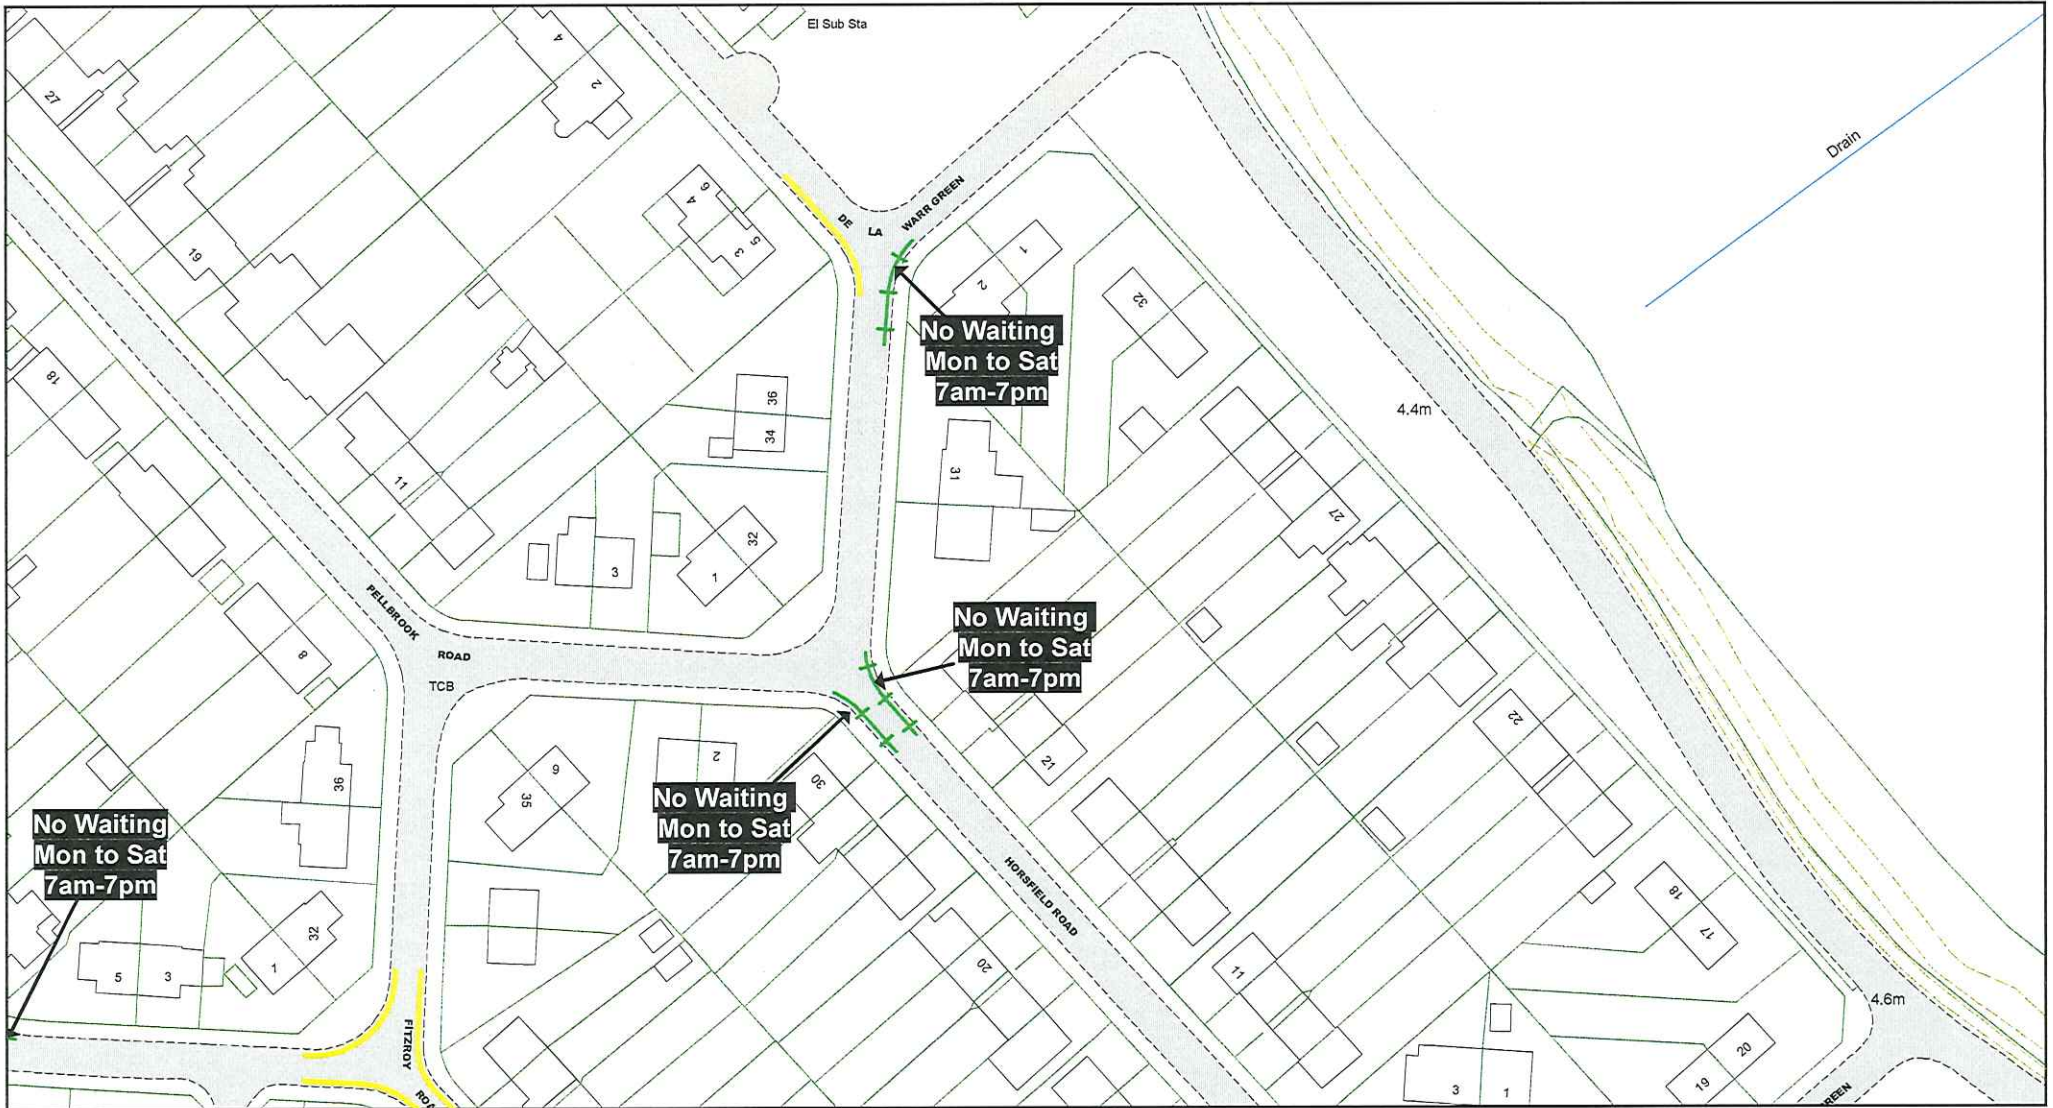 El Sub Sta
4
2
27
Drain
6
4
5
3
DE
LA
WARR GREEN
19
1
2
32
No Waiting
Mon to Sat
7am-7pm
18
36
34
4.4m
11
31
27
32
3
1
PELLBROOK
ROAD
TCB
8
No Waiting
Mon to Sat
7am-7pm
22
21
2
6
35
30
36
No Waiting
Mon to Sat
7am-7pm
No Waiting
Mon to Sat
7am-7pm
HORSFIELD ROAD
18
17
32
1
5
3
20
11
4.6m
FITZROY
ROA
20
19
3
1
REEN